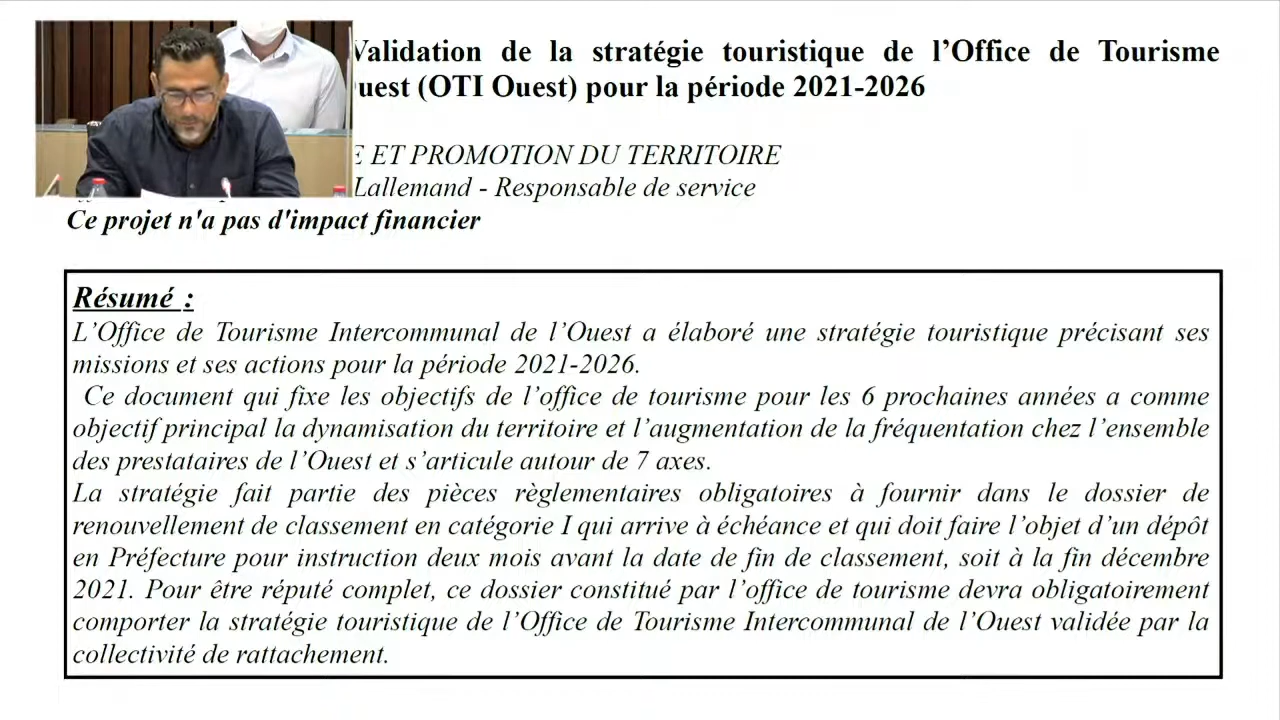 Validation de la stratégie touristique de l’Office de Tourisme
uest (OTI Ouest) pour la période 2021-2026
E ET PROMOTION DU TERRITOIRE
Lallemand - Responsable de service
Ce projet n'a pas d'impact financier
Résumé :
L’Office de Tourisme Intercommunal de l’Ouest a élaboré une stratégie touristique précisant ses
missions et ses actions pour la période 2021-2026.
Ce document qui fixe les objectifs de l’office de tourisme pour les 6 prochaines années a comme
objectif principal la dynamisation du territoire et l’augmentation de la fréquentation chez l’ensemble
des prestataires de l’Ouest et s’articule autour de 7 axes.
La stratégie fait partie des pièces règlementaires obligatoires à fournir dans le dossier de
renouvellement de classement en catégorie I qui arrive à échéance et qui doit faire l’objet d’un dépôt
en Préfecture pour instruction deux mois avant la date de fin de classement, soit à la fin décembre
2021. Pour être réputé complet, ce dossier constitué par l’office de tourisme devra obligatoirement
comporter la stratégie touristique de l’Office de Tourisme Intercommunal de l’Ouest validée par la
collectivité de rattachement.